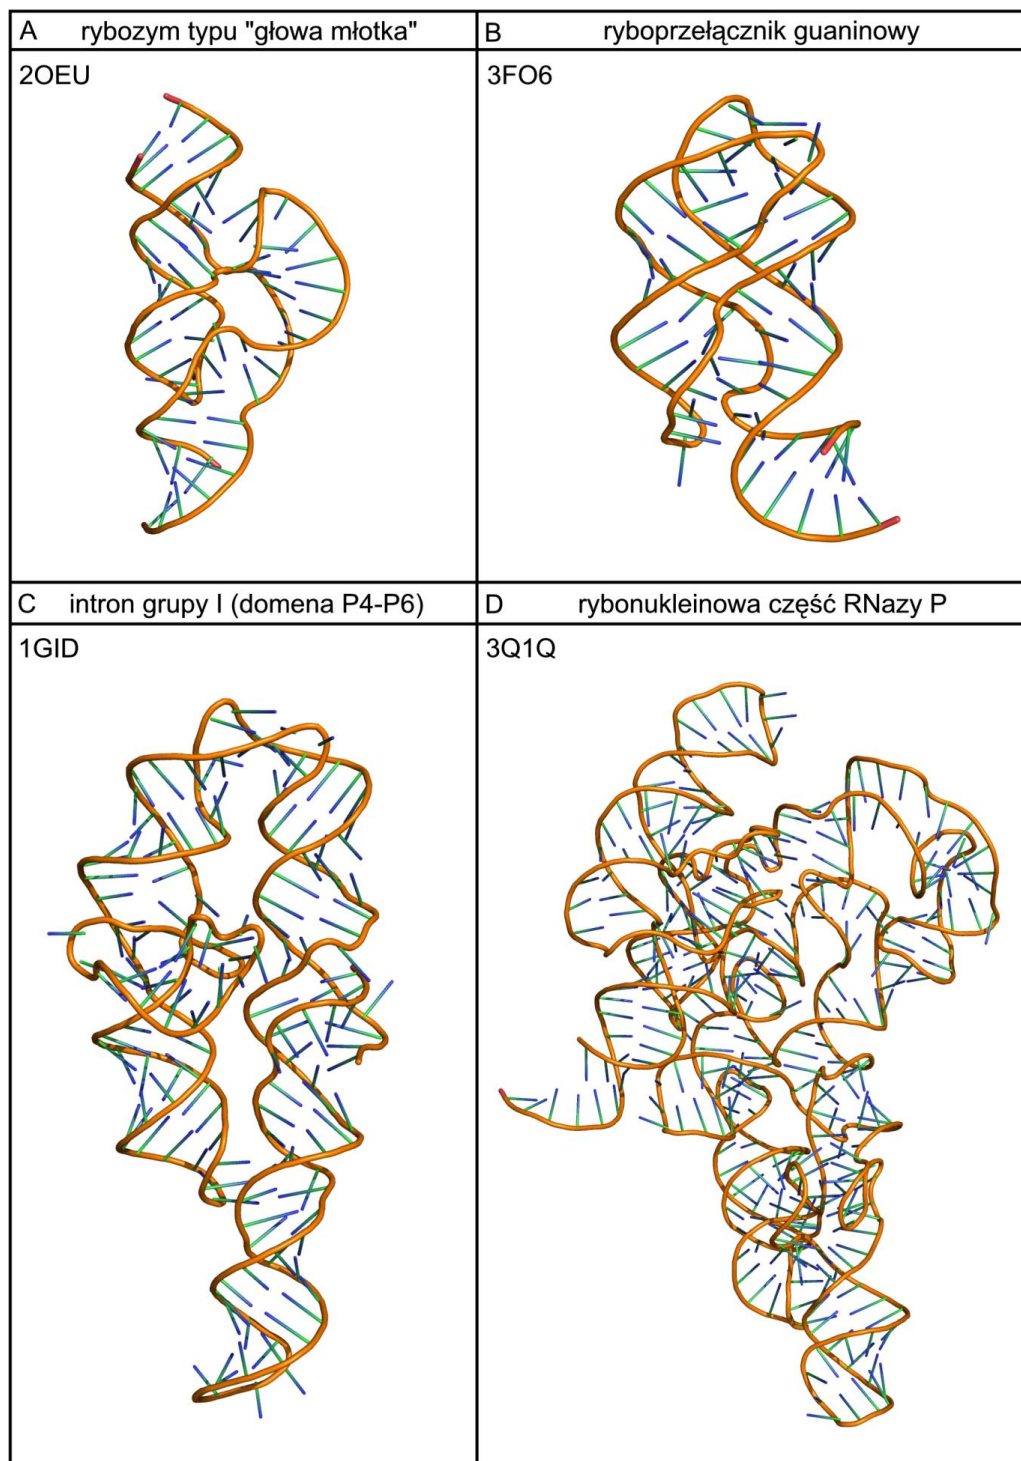 A rybozym typu "głowa młotka"
2OEU
B ryboprzełącznik guaninowy
3FO6
C intron grupy I (domena P4-P6)
1GID
D rybonukleinowa część RNazy P
3Q1Q